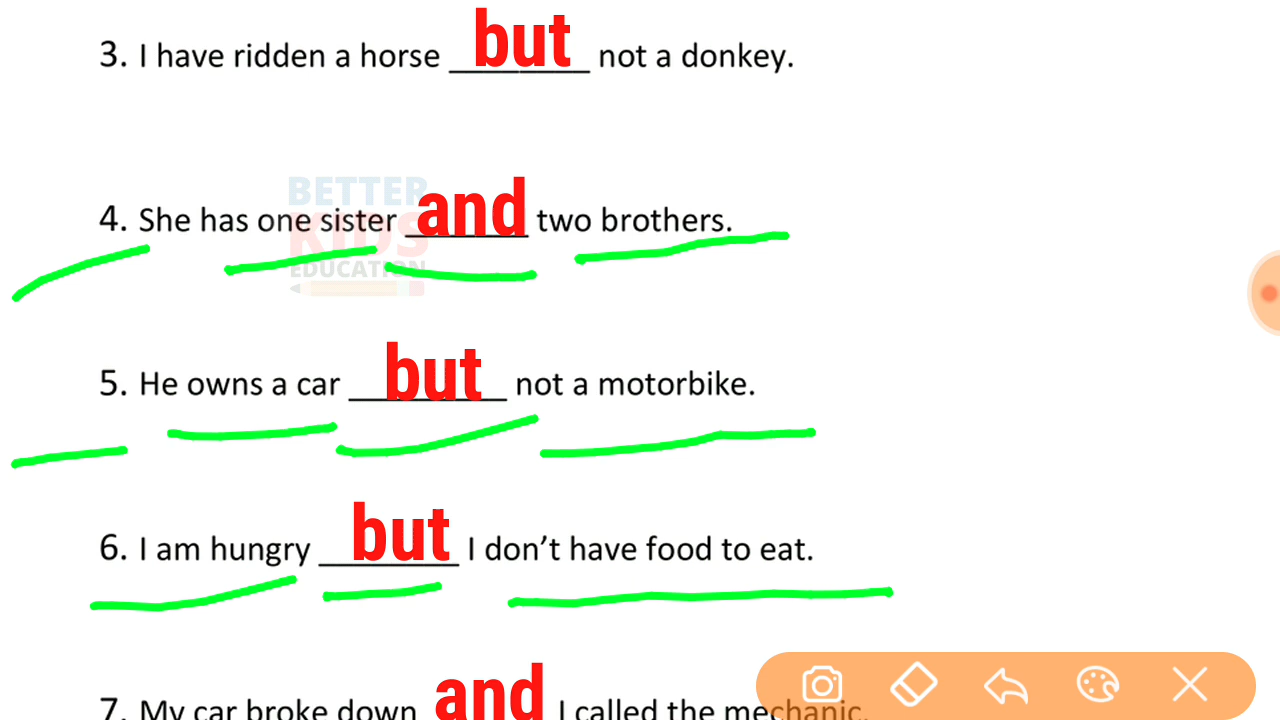 3. I have ridden a horse but not a donkey.
BETTER
KIDS
EDUCATION
4. She has one sister and two brothers.
5. He owns a car but not a motorbike.
6. I am hungry but I don't have food to eat.
7. My car broke down and I called the mechanic.